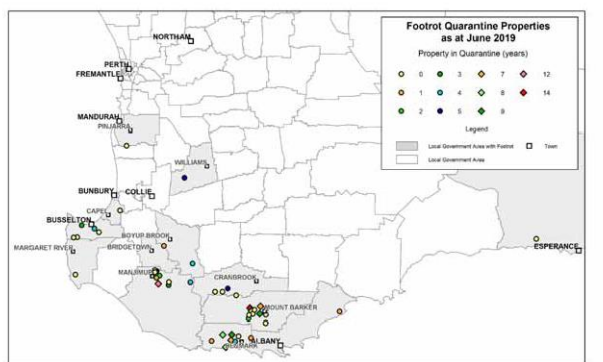 Footrot Quarantine Properties
as at June 2019
Property in Quarantine (years)
0 3 7 12
1 4 8 14
2 5 9
Legend
Local Government Area with Footrot Town
Local Government Area
NORTHAM
PERTH
FREMANTLE
MANDURAH
PINJARRA
WILLIAMS
BUNBURY COLLIE
CAPEL
BUSSELTON
BOYUP BROOK
MARGARET RIVER BRIDGETOWN
ESPERANCE
MANJIMUP CRANBROOK
MOUNT BARKER
DENMARK ALBANY